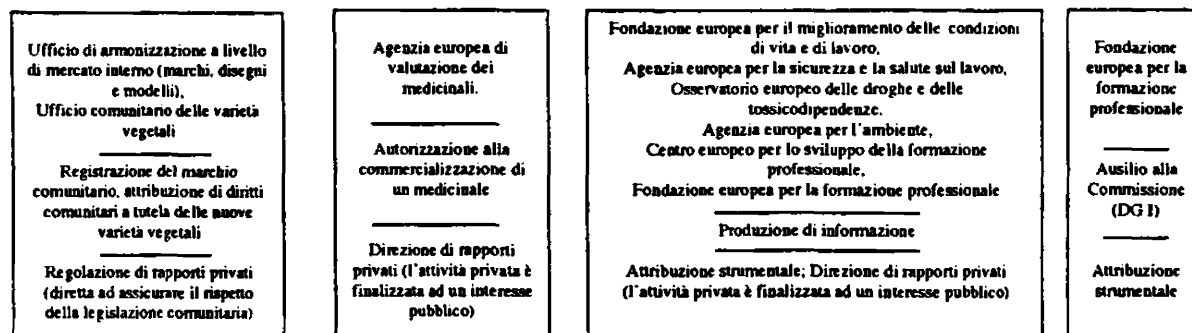 Ufficio di armonizzazione a livello
di mercato interno (marchi, disegni
e modelli),
Ufficio comunitario delle varietà
vegetali
Registrazione del marchio
comunitario, attribuzione di diritti
comunitari a tutela delle nuove
varietà vegetali
Regolazione di rapporti privati
(diretta ad assicurare il rispetto
della legislazione comunitaria)
Agenzia europea di
valutazione dei
medicinali.
Autorizzazione alla
commercializzazione di
un medicinale
Direzione di rapporti
privati (l'attività privata è
finalizzata ad un interesse
pubblico)
Fondazione europea per il miglioramento delle condizioni
di vita e di lavoro,
Agenzia europea per la sicurezza e la salute sul lavoro,
Osservatorio europeo delle droghe e delle
tossicodipendenze,
Agenzia europea per l'ambiente,
Centro europeo per lo sviluppo della formazione
professionale,
Fondazione europea per la formazione professionale
Produzione di informazione
Attribuzione strumentale; Direzione di rapporti privati
(l'attività privata è finalizzata ad un interesse pubblico)
Fondazione
europea per la
formazione
professionale
Ausilio alla
Commissione
(DG I)
Attribuzione
strumentale